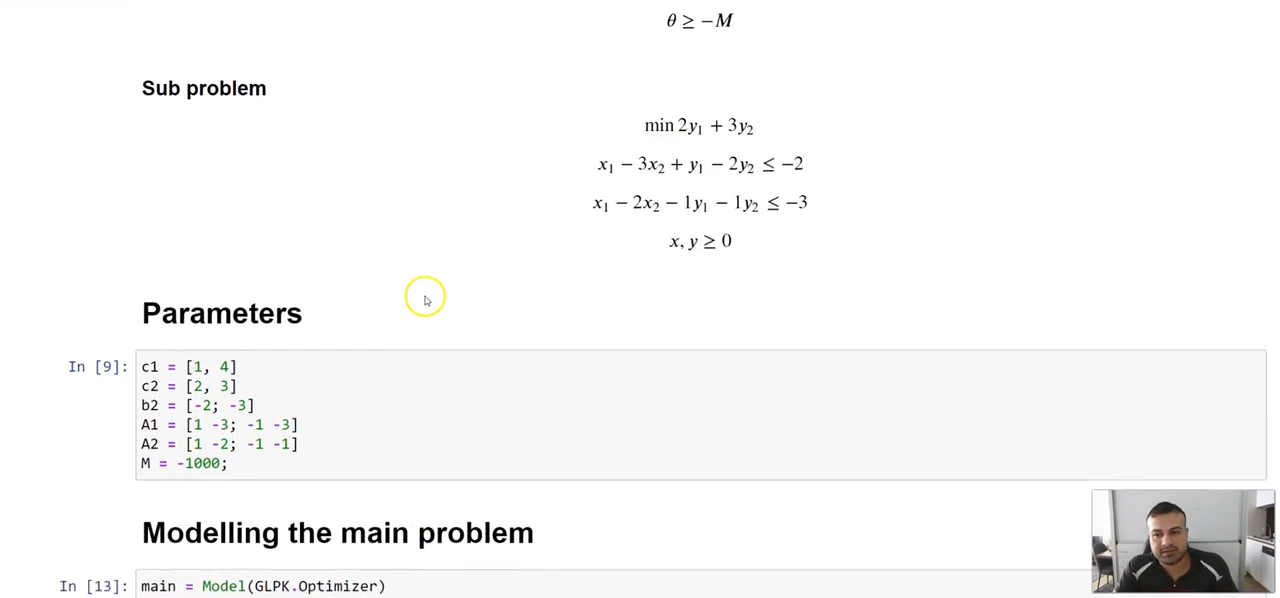 θ ≥ −M
Sub problem
min 2y₁ + 3y₂
x₁ − 3x₂ + y₁ − 2y₂ ≤ −2
x₁ − 2x₂ − 1y₁ − 1y₂ ≤ −3
x, y ≥ 0
Parameters
In [9]: c1 = [1, 4]
c2 = [2, 3]
b2 = [-2; -3]
A1 = [1 -3; -1 -3]
A2 = [1 -2; -1 -1]
M = -1000;
Modelling the main problem
In [13]: main = Model(GLPK.Optimizer)